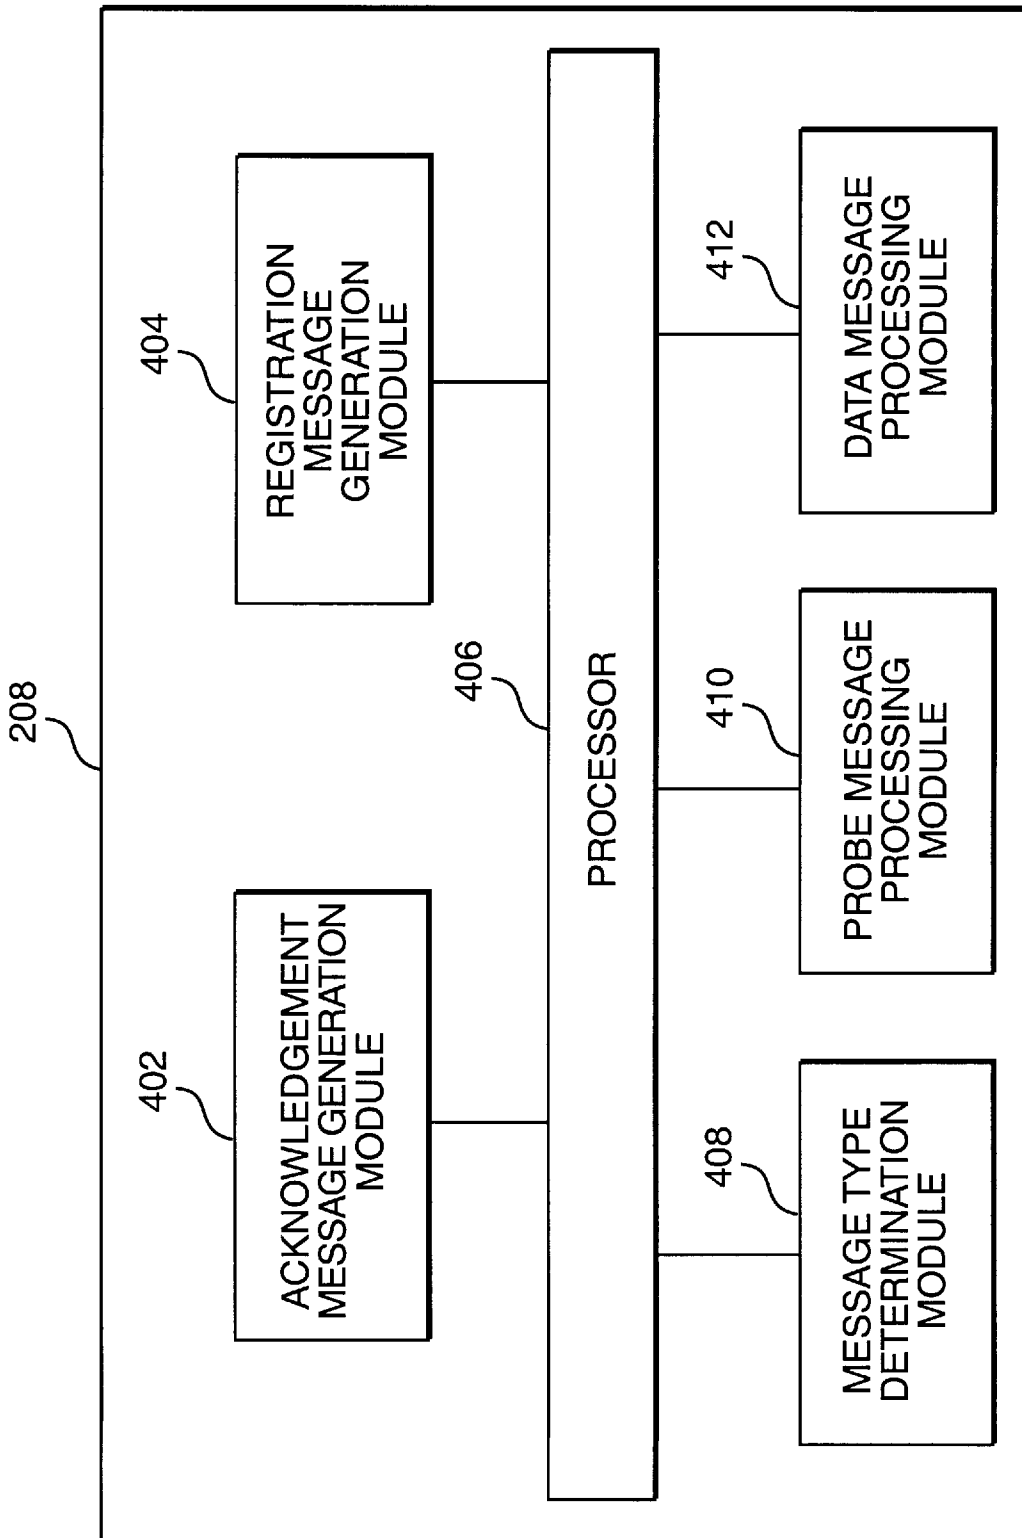 208
402
ACKNOWLEDGEMENT
MESSAGE GENERATION
MODULE
404
REGISTRATION
MESSAGE
GENERATION
MODULE
406
PROCESSOR
408
MESSAGE TYPE
DETERMINATION
MODULE
410
PROBE MESSAGE
PROCESSING
MODULE
412
DATA MESSAGE
PROCESSING
MODULE